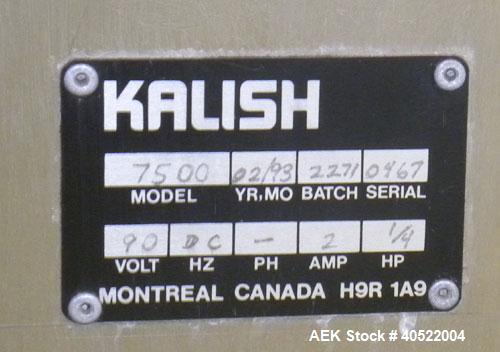 KALISH
7500 02/93 2271 0467
MODEL YR,MO BATCH SERIAL
90 DC — 2 1/4
VOLT HZ PH AMP HP
MONTREAL CANADA H9R 1A9
AEK Stock # 40522004